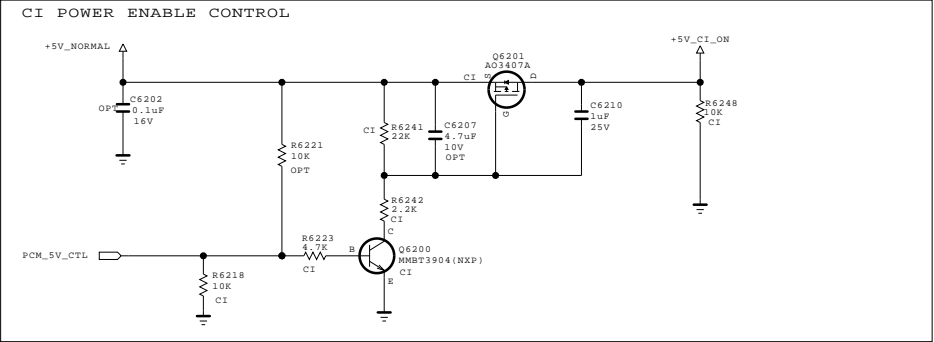 CI POWER ENABLE CONTROL
+5V_NORMAL
+5V_CI_ON
Q6201
AO3407A
CI
S
D
G
C6202
0.1uF
16V
OPT
R6221
10K
OPT
CI
R6241
22K
C6207
4.7uF
10V
OPT
C6210
1uF
25V
R6248
10K
CI
R6242
2.2K
CI
PCM_5V_CTL
R6223
4.7K
CI
B
C
E
Q6200
MMBT3904(NXP)
CI
R6218
10K
CI